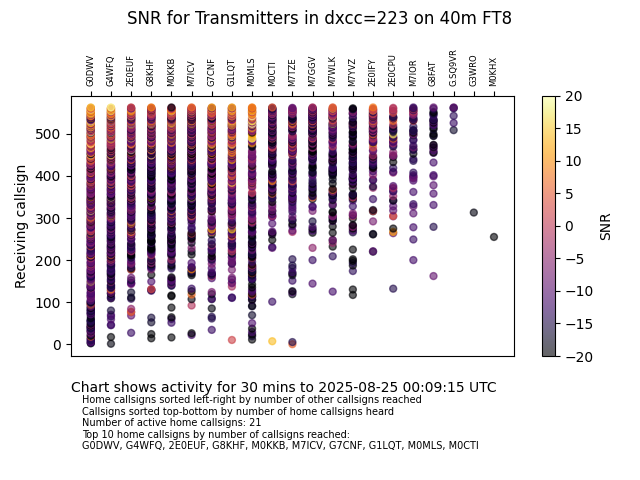 SNR for Transmitters in dxcc=223 on 40m FT8
G0DWV G4WFQ 2E0EUF G8KHF M0KKB M7ICV G7CNF G1LQT M0MLS M0CTI M7TZE M7GGV M7WLK M7YVZ 2E0IFY 2E0CPU M7IOR G8FAT G.SQ9VR G3WRO M0KHX
Receiving callsign
500
400
300
200
100
0
20
15
10
5
0
−5
−10
−15
−20
SNR
Chart shows activity for 30 mins to 2025-08-25 00:09:15 UTC
Home callsigns sorted left-right by number of other callsigns reached
Callsigns sorted top-bottom by number of home callsigns heard
Number of active home callsigns: 21
Top 10 home callsigns by number of callsigns reached:
G0DWV, G4WFQ, 2E0EUF, G8KHF, M0KKB, M7ICV, G7CNF, G1LQT, M0MLS, M0CTI